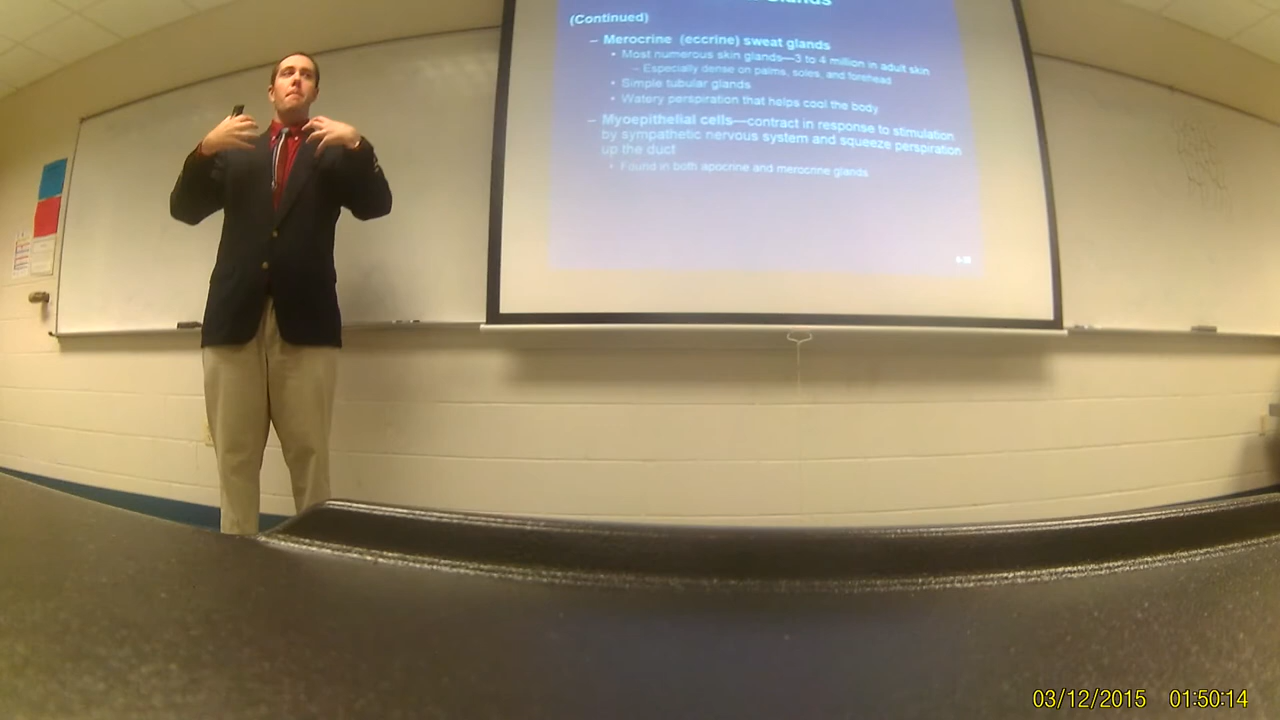 Glands
(Continued)
– Merocrine (eccrine) sweat glands
• Most numerous skin glands—3 to 4 million in adult skin
– Especially dense on palms, soles, and forehead
• Simple tubular glands
• Watery perspiration that helps cool the body
– Myoepithelial cells—contract in response to stimulation
by sympathetic nervous system and squeeze perspiration
up the duct
• Found in both apocrine and merocrine glands
03/12/2015 01:50:14